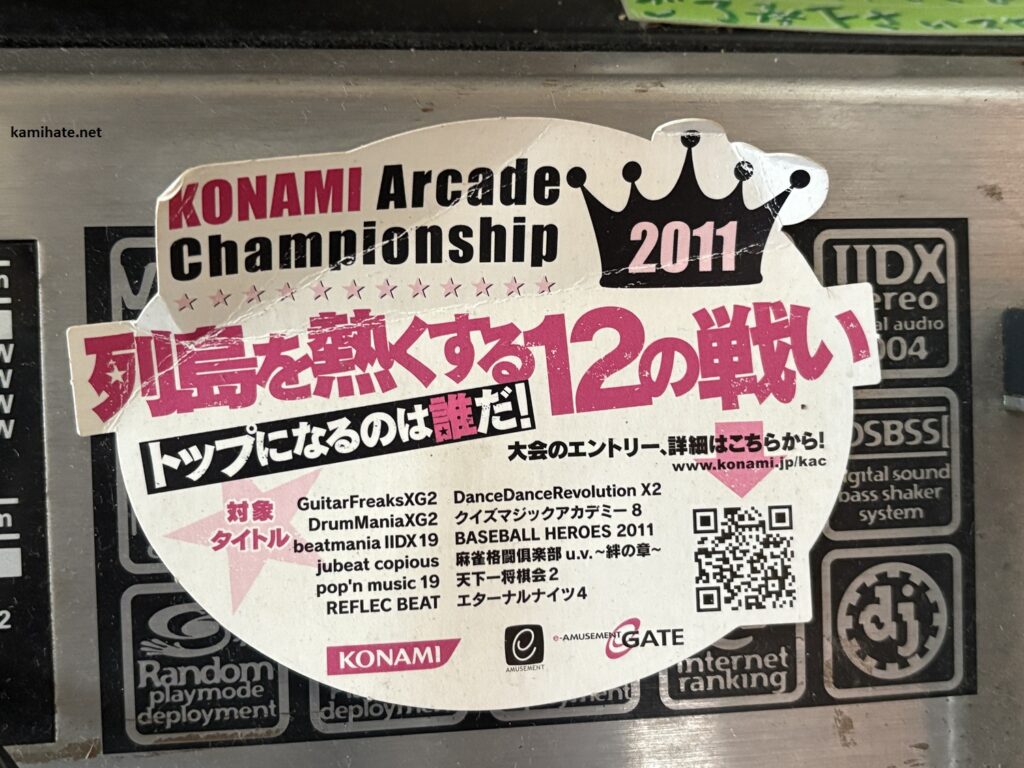 kamihate.net
KONAMI Arcade
Championship
2011
列島を熱くする12の戦い
トップになるのは誰だ!
大会のエントリー、詳細はこちらから!
www.konami.jp/kac
対象
タイトル
GuitarFreaksXG2
DrumManiaXG2
beatmania IIDX 19
jubeat copious
pop'n music 19
REFLEC BEAT
DanceDanceRevolution X2
クイズマジックアカデミー 8
BASEBALL HEROES 2011
麻雀格闘倶楽部 u.v.~絆の章~
天下一将棋会2
エターナルナイツ4
KONAMI
AMUSEMENT
e-AMUSEMENT GATE
IIDX
audio
sound
bass shaker
system
dj
Random
playmode
deployment
deployment
internet
ranking